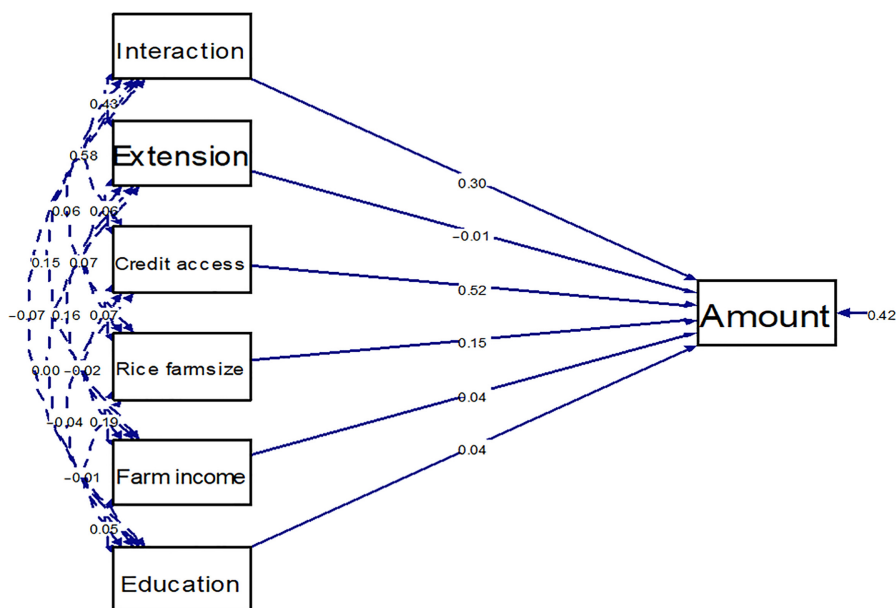 Interaction
0.43
Extension
0.58
0.30
0.06 0.06
-0.01
Credit access
0.15 0.07
0.52
-0.07 0.16 0.07
Amount
0.42
0.15
Rice farmsize
0.00 -0.02
0.04
-0.04 0.19
0.04
Farm income
-0.01
0.05
Education